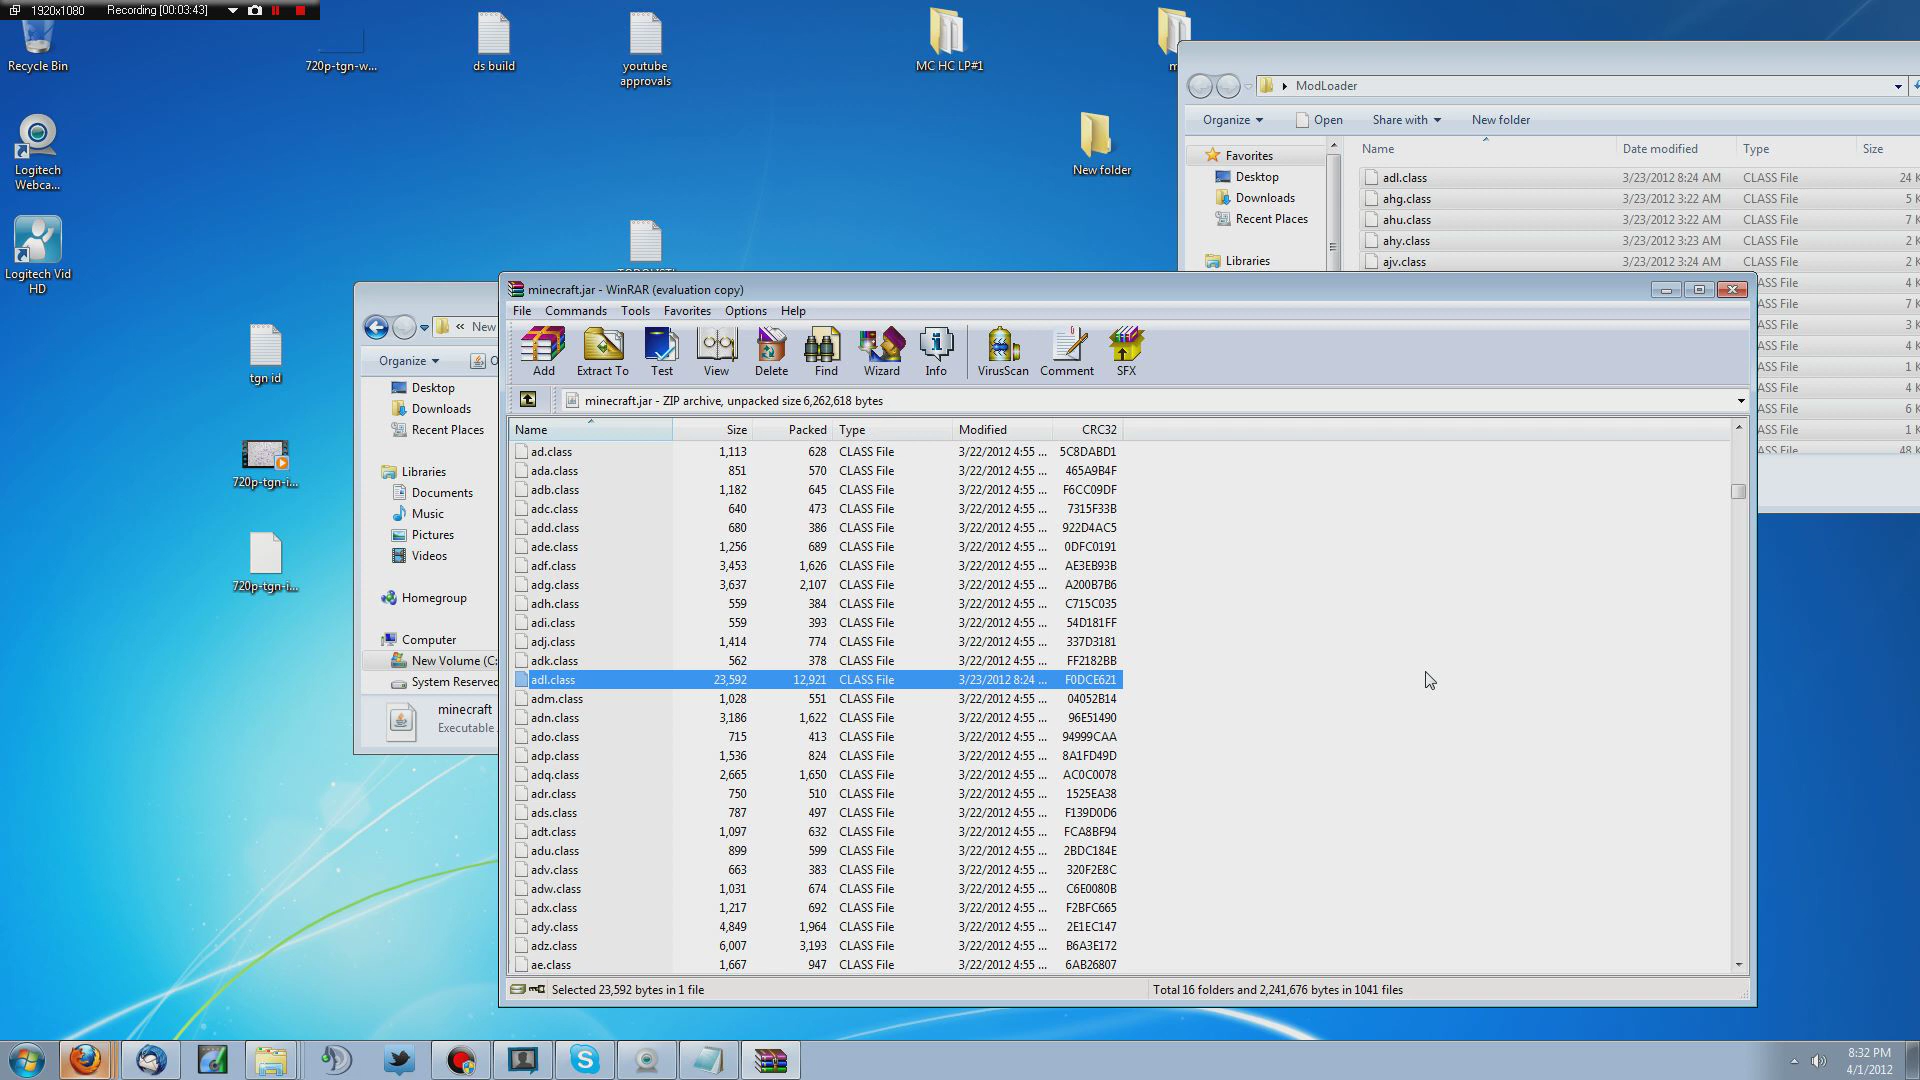 1920x1080 Recording [00:03:43]
Recycle Bin
720p-tgn-w...
ds build
youtube
approvals
MC HC LP#1
Logitech
Webca...
New folder
Logitech Vid
HD
tgn id
720p-tgn-i...
720p-tgn-i...
ModLoader
Organize Open Share with New folder
Name Date modified Type Size
Favorites
Desktop
Downloads
Recent Places
Libraries
adl.class 3/23/2012 8:24 AM CLASS File 24 K
ahg.class 3/23/2012 3:22 AM CLASS File 5 K
ahu.class 3/23/2012 3:22 AM CLASS File 7 K
ahy.class 3/23/2012 3:23 AM CLASS File 2 K
ajv.class 3/23/2012 3:24 AM CLASS File 2 K
ASS File 4 K
ASS File 7 K
ASS File 3 K
ASS File 4 K
ASS File 1 K
ASS File 4 K
ASS File 6 K
ASS File 1 K
ASS File 48 K
« New
Organize O
Desktop
Downloads
Recent Places
Libraries
Documents
Music
Pictures
Videos
Homegroup
Computer
New Volume (C:
System Reserved
minecraft
Executable
minecraft.jar - WinRAR (evaluation copy)
File Commands Tools Favorites Options Help
Add Extract To Test View Delete Find Wizard Info VirusScan Comment SFX
minecraft.jar - ZIP archive, unpacked size 6,262,618 bytes
Name Size Packed Type Modified CRC32
ad.class 1,113 628 CLASS File 3/22/2012 4:55 ... 5C8DABD1
ada.class 851 570 CLASS File 3/22/2012 4:55 ... 465A9B4F
adb.class 1,182 645 CLASS File 3/22/2012 4:55 ... F6CC09DF
adc.class 640 473 CLASS File 3/22/2012 4:55 ... 7315F33B
add.class 680 386 CLASS File 3/22/2012 4:55 ... 922D4AC5
ade.class 1,256 689 CLASS File 3/22/2012 4:55 ... 0DFC0191
adf.class 3,453 1,626 CLASS File 3/22/2012 4:55 ... AE3EB93B
adg.class 3,637 2,107 CLASS File 3/22/2012 4:55 ... A200B7B6
adh.class 559 384 CLASS File 3/22/2012 4:55 ... C715C035
adi.class 559 393 CLASS File 3/22/2012 4:55 ... 54D181FF
adj.class 1,414 774 CLASS File 3/22/2012 4:55 ... 337D3181
adk.class 562 378 CLASS File 3/22/2012 4:55 ... FF2182BB
adl.class 23,592 12,921 CLASS File 3/23/2012 8:24 ... F0DCE621
adm.class 1,028 551 CLASS File 3/22/2012 4:55 ... 04052B14
adn.class 3,186 1,622 CLASS File 3/22/2012 4:55 ... 96E51490
ado.class 715 413 CLASS File 3/22/2012 4:55 ... 94999CAA
adp.class 1,536 824 CLASS File 3/22/2012 4:55 ... 8A1FD49D
adq.class 2,665 1,650 CLASS File 3/22/2012 4:55 ... AC0C0078
adr.class 750 510 CLASS File 3/22/2012 4:55 ... 1525EA38
ads.class 787 497 CLASS File 3/22/2012 4:55 ... F139D0D6
adt.class 1,097 632 CLASS File 3/22/2012 4:55 ... FCA8BF94
adu.class 899 599 CLASS File 3/22/2012 4:55 ... 2BDC184E
adv.class 663 383 CLASS File 3/22/2012 4:55 ... 320F2E8C
adw.class 1,031 674 CLASS File 3/22/2012 4:55 ... C6E0080B
adx.class 1,217 692 CLASS File 3/22/2012 4:55 ... F2BFC665
ady.class 4,849 1,964 CLASS File 3/22/2012 4:55 ... 2E1EC147
adz.class 6,007 3,193 CLASS File 3/22/2012 4:55 ... B6A3E172
ae.class 1,667 947 CLASS File 3/22/2012 4:55 ... 6AB26807
Selected 23,592 bytes in 1 file Total 16 folders and 2,241,676 bytes in 1041 files
8:32 PM
4/1/2012